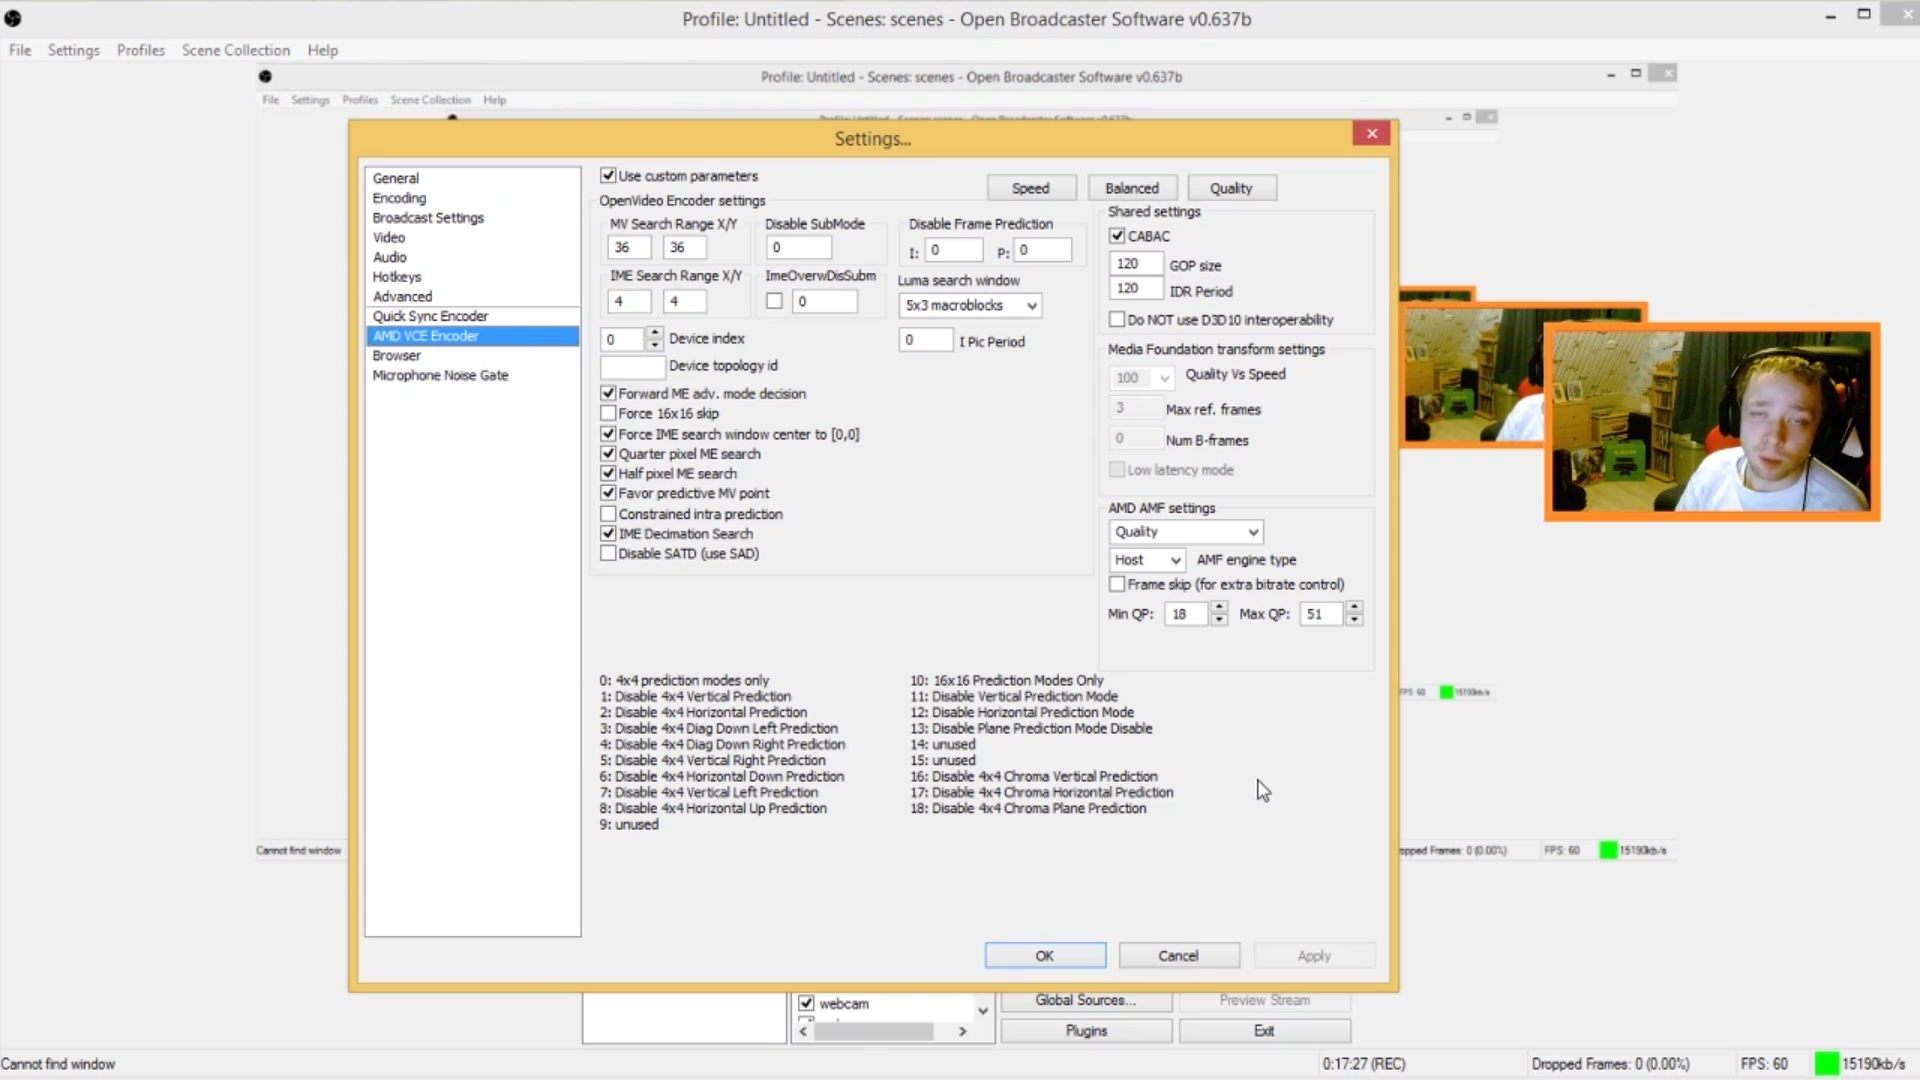 Profile: Untitled - Scenes: scenes - Open Broadcaster Software v0.637b
File Settings Profiles Scene Collection Help
Profile: Untitled - Scenes: scenes - Open Broadcaster Software v0.637b
File Settings Profiles Scene Collection Help
Settings...
General
Encoding
Broadcast Settings
Video
Audio
Hotkeys
Advanced
Quick Sync Encoder
AMD VCE Encoder
Browser
Microphone Noise Gate
Use custom parameters
Speed Balanced Quality
OpenVideo Encoder settings
MV Search Range X/Y Disable SubMode Disable Frame Prediction
36 36 0 I: 0 P: 0
IME Search Range X/Y ImeOverwDisSubm Luma search window
4 4 0 5x3 macroblocks
0 Device index 0 I Pic Period
Device topology id
Forward ME adv. mode decision
Force 16x16 skip
Force IME search window center to [0,0]
Quarter pixel ME search
Half pixel ME search
Favor predictive MV point
Constrained intra prediction
IME Decimation Search
Disable SATD (use SAD)
Shared settings
CABAC
120 GOP size
120 IDR Period
Do NOT use D3D10 interoperability
Media Foundation transform settings
100 Quality Vs Speed
3 Max ref. frames
0 Num B-frames
Low latency mode
AMD AMF settings
Quality
Host AMF engine type
Frame skip (for extra bitrate control)
Min QP: 18 Max QP: 51
0: 4x4 prediction modes only
1: Disable 4x4 Vertical Prediction
2: Disable 4x4 Horizontal Prediction
3: Disable 4x4 Diag Down Left Prediction
4: Disable 4x4 Diag Down Right Prediction
5: Disable 4x4 Vertical Right Prediction
6: Disable 4x4 Horizontal Down Prediction
7: Disable 4x4 Vertical Left Prediction
8: Disable 4x4 Horizontal Up Prediction
9: unused
10: 16x16 Prediction Modes Only
11: Disable Vertical Prediction Mode
12: Disable Horizontal Prediction Mode
13: Disable Plane Prediction Mode Disable
14: unused
15: unused
16: Disable 4x4 Chroma Vertical Prediction
17: Disable 4x4 Chroma Horizontal Prediction
18: Disable 4x4 Chroma Plane Prediction
OK Cancel Apply
FPS: 60 15190kb/s
Cannot find window
opped Frames: 0 (0.00%) FPS: 60 15190kb/s
webcam
Global Sources... Preview Stream
Plugins Exit
Cannot find window 0:17:27 (REC) Dropped Frames: 0 (0.00%) FPS: 60 15190kb/s